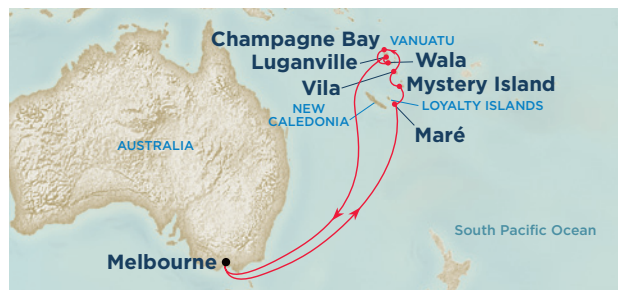 Champagne Bay
VANUATU
Luganville
Wala
Vila
Mystery Island
NEW
CALEDONIA
LOYALTY ISLANDS
Maré
AUSTRALIA
South Pacific Ocean
Melbourne